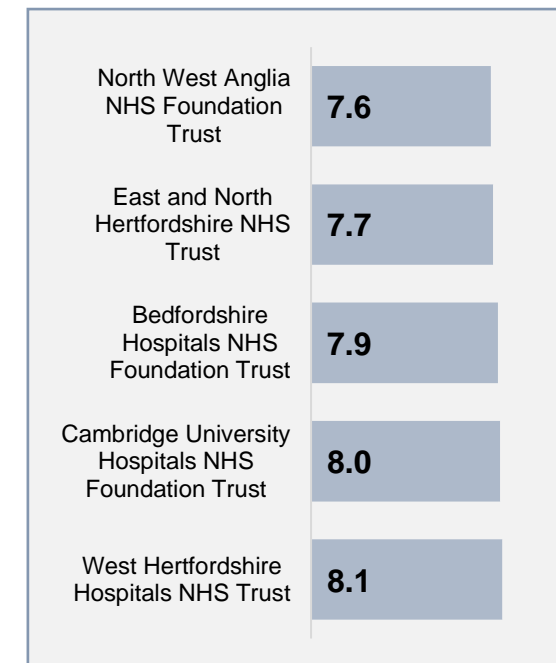 North West Anglia
NHS Foundation
Trust
7.6
East and North
Hertfordshire NHS
Trust
7.7
Bedfordshire
Hospitals NHS
Foundation Trust
7.9
Cambridge University
Hospitals NHS
Foundation Trust
8.0
West Hertfordshire
Hospitals NHS Trust
8.1